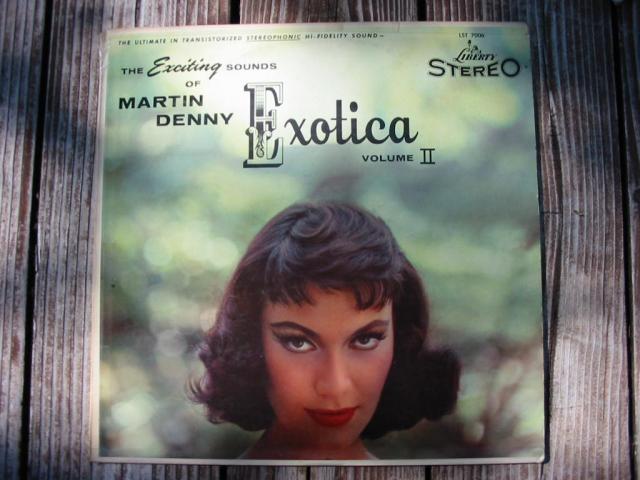 THE ULTIMATE IN TRANSISTORIZED STEREOPHONIC HI-FIDELITY SOUND
LST 7006
LIBERTY
STEREO
THE Exciting SOUNDS
OF
MARTIN
DENNY
Exotica
VOLUME II